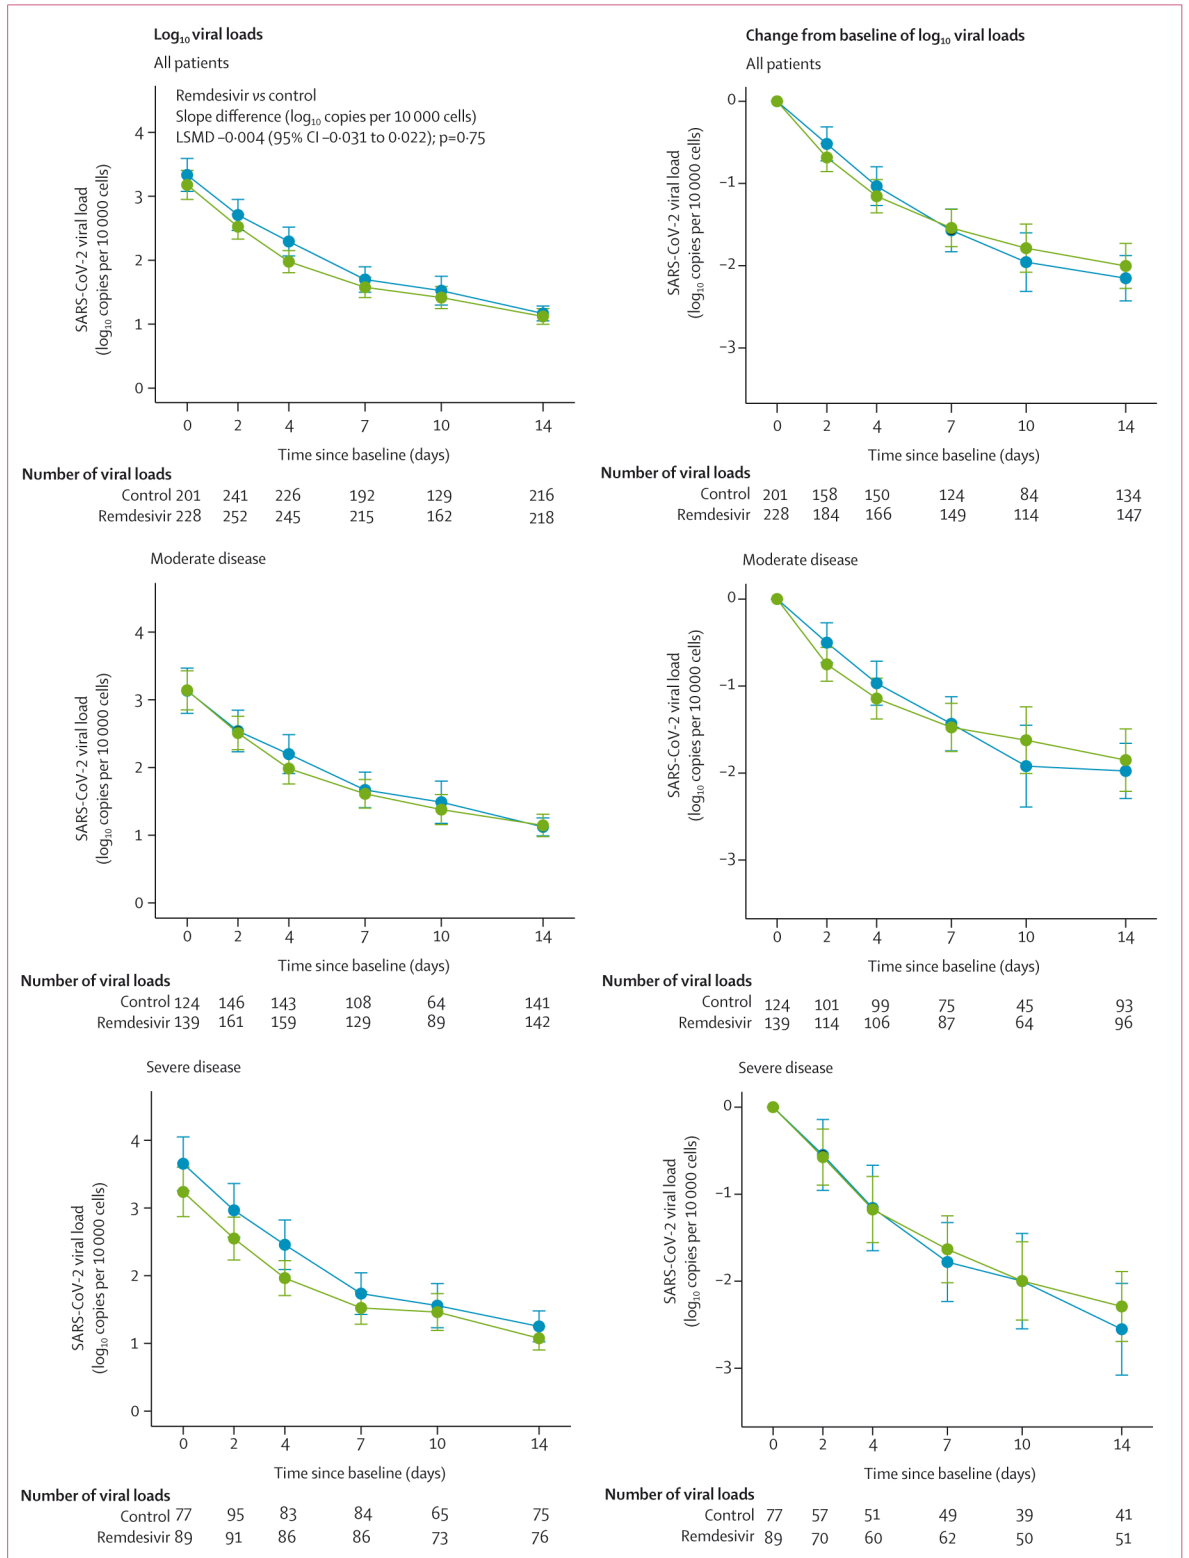 Log₁₀ viral loads
All patients
Remdesivir vs control
Slope difference (log₁₀ copies per 10 000 cells)
LSMD –0·004 (95% CI –0·031 to 0·022); p=0·75
SARS-CoV-2 viral load
(log₁₀ copies per 10 000 cells)
4
3
2
1
0
0 2 4 7 10 14
Time since baseline (days)
Number of viral loads
Control 201 241 226 192 129 216
Remdesivir 228 252 245 215 162 218
Change from baseline of log₁₀ viral loads
All patients
SARS-CoV-2 viral load
(log₁₀ copies per 10 000 cells)
0
–1
–2
–3
0 2 4 7 10 14
Time since baseline (days)
Number of viral loads
Control 201 158 150 124 84 134
Remdesivir 228 184 166 149 114 147
Moderate disease
SARS-CoV-2 viral load
(log₁₀ copies per 10 000 cells)
4
3
2
1
0
0 2 4 7 10 14
Time since baseline (days)
Number of viral loads
Control 124 146 143 108 64 141
Remdesivir 139 161 159 129 89 142
Moderate disease
SARS-CoV-2 viral load
(log₁₀ copies per 10 000 cells)
0
–1
–2
–3
0 2 4 7 10 14
Time since baseline (days)
Number of viral loads
Control 124 101 99 75 45 93
Remdesivir 139 114 106 87 64 96
Severe disease
SARS-CoV-2 viral load
(log₁₀ copies per 10 000 cells)
4
3
2
1
0
0 2 4 7 10 14
Time since baseline (days)
Number of viral loads
Control 77 95 83 84 65 75
Remdesivir 89 91 86 86 73 76
Severe disease
SARS-CoV-2 viral load
(log₁₀ copies per 10 000 cells)
0
–1
–2
–3
0 2 4 7 10 14
Time since baseline (days)
Number of viral loads
Control 77 57 51 49 39 41
Remdesivir 89 70 60 62 50 51